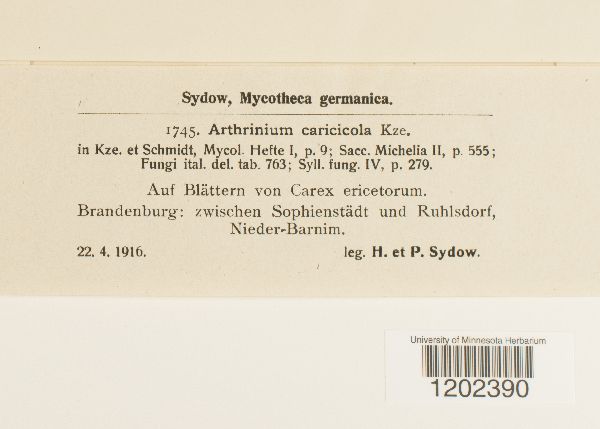 Sydow, Mycotheca germanica.
1745. Arthrinium caricicola Kze.
in Kze. et Schmidt, Mycol. Hefte I, p. 9; Sacc. Michelia II, p. 555;
Fungi ital. del. tab. 763; Syll. fung. IV, p. 279.
Auf Blättern von Carex ericetorum.
Brandenburg: zwischen Sophienstädt und Ruhlsdorf,
Nieder-Barnim.
22. 4. 1916. leg. H. et P. Sydow.
University of Minnesota Herbarium
1202390